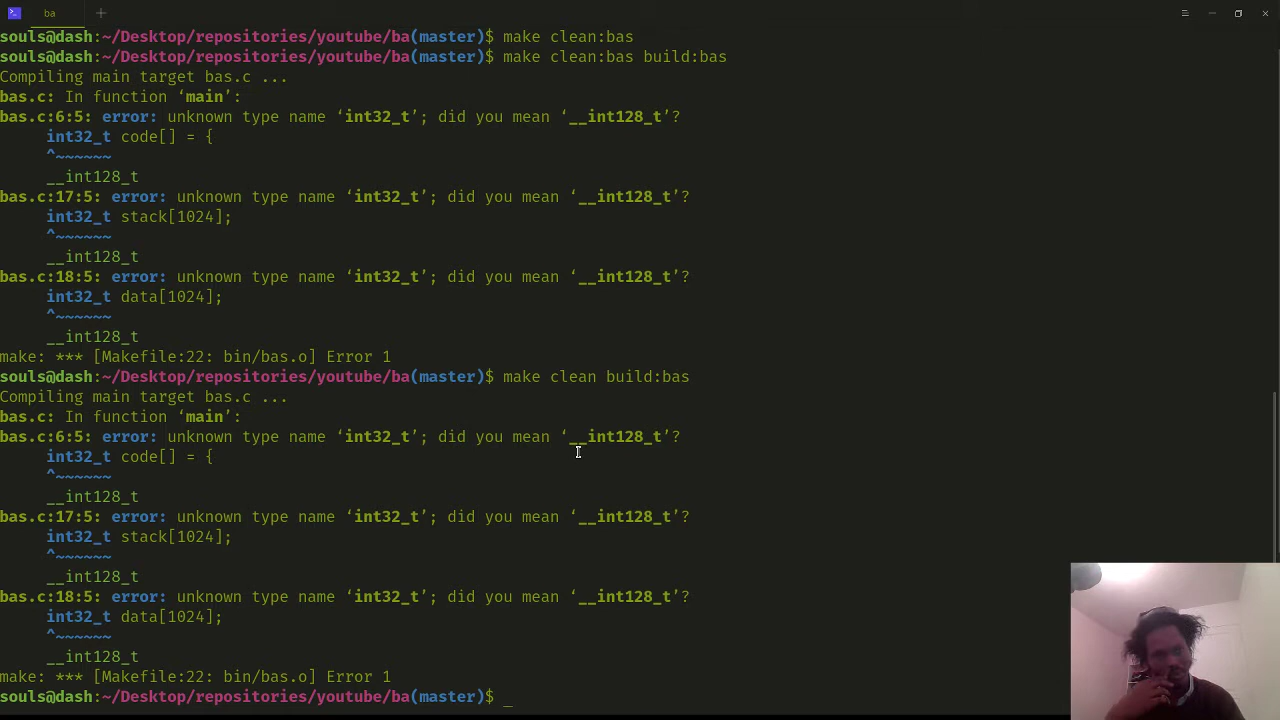 ba
souls@dash:~/Desktop/repositories/youtube/ba(master)$ make clean:bas
souls@dash:~/Desktop/repositories/youtube/ba(master)$ make clean:bas build:bas
Compiling main target bas.c ...
bas.c: In function ‘main’:
bas.c:6:5: error: unknown type name ‘int32_t’; did you mean ‘__int128_t’?
     int32_t code[] = {
     ^~~~~~~
     __int128_t
bas.c:17:5: error: unknown type name ‘int32_t’; did you mean ‘__int128_t’?
     int32_t stack[1024];
     ^~~~~~~
     __int128_t
bas.c:18:5: error: unknown type name ‘int32_t’; did you mean ‘__int128_t’?
     int32_t data[1024];
     ^~~~~~~
     __int128_t
make: *** [Makefile:22: bin/bas.o] Error 1
souls@dash:~/Desktop/repositories/youtube/ba(master)$ make clean build:bas
Compiling main target bas.c ...
bas.c: In function ‘main’:
bas.c:6:5: error: unknown type name ‘int32_t’; did you mean ‘__int128_t’?
     int32_t code[] = {
     ^~~~~~~
     __int128_t
bas.c:17:5: error: unknown type name ‘int32_t’; did you mean ‘__int128_t’?
     int32_t stack[1024];
     ^~~~~~~
     __int128_t
bas.c:18:5: error: unknown type name ‘int32_t’; did you mean ‘__int128_t’?
     int32_t data[1024];
     ^~~~~~~
     __int128_t
make: *** [Makefile:22: bin/bas.o] Error 1
souls@dash:~/Desktop/repositories/youtube/ba(master)$ _